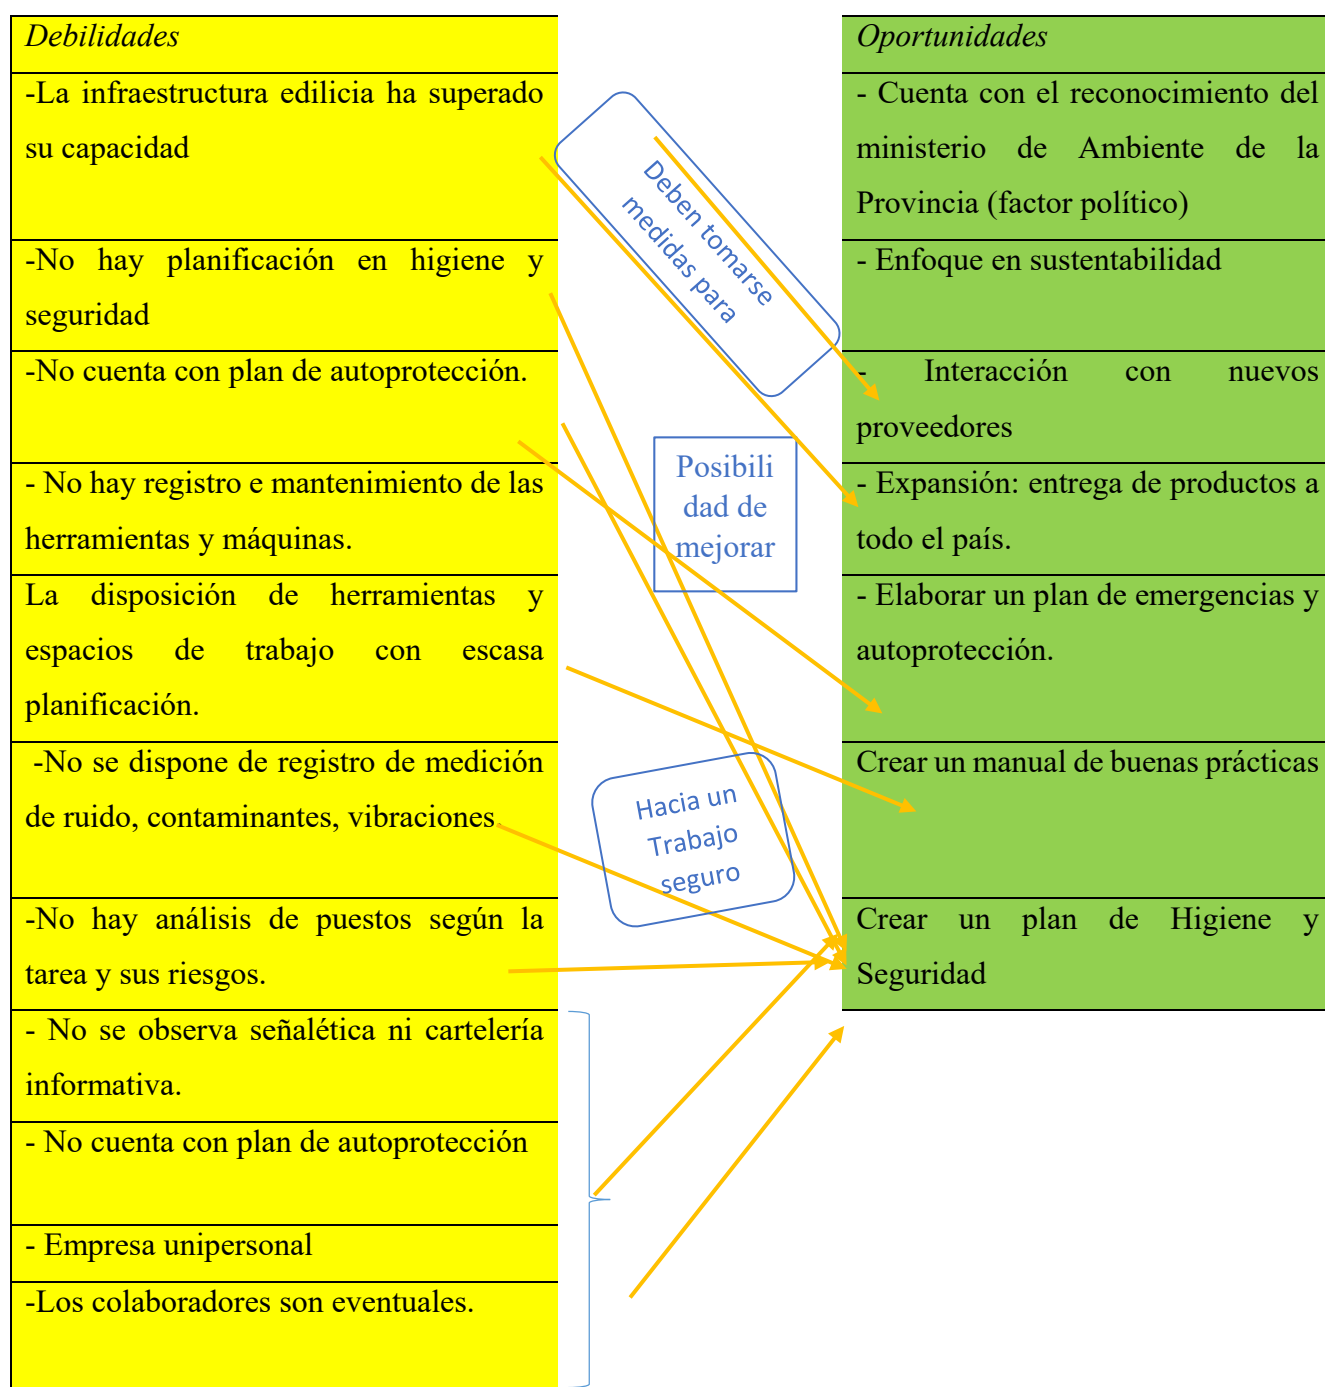 Debilidades
-La infraestructura edilicia ha superado
su capacidad
-No hay planificación en higiene y
seguridad
-No cuenta con plan de autoprotección.
- No hay registro e mantenimiento de las
herramientas y máquinas.
La disposición de herramientas y
espacios de trabajo con escasa
planificación.
-No se dispone de registro de medición
de ruido, contaminantes, vibraciones
-No hay análisis de puestos según la
tarea y sus riesgos.
- No se observa señalética ni cartelería
informativa.
- No cuenta con plan de autoprotección
- Empresa unipersonal
-Los colaboradores son eventuales.
Deben tomarse
medidas para
Posibili
dad de
mejorar
Hacia un
Trabajo
seguro
Oportunidades
- Cuenta con el reconocimiento del
ministerio de Ambiente de la
Provincia (factor político)
- Enfoque en sustentabilidad
- Interacción con nuevos
proveedores
- Expansión: entrega de productos a
todo el país.
- Elaborar un plan de emergencias y
autoprotección.
Crear un manual de buenas prácticas
Crear un plan de Higiene y
Seguridad